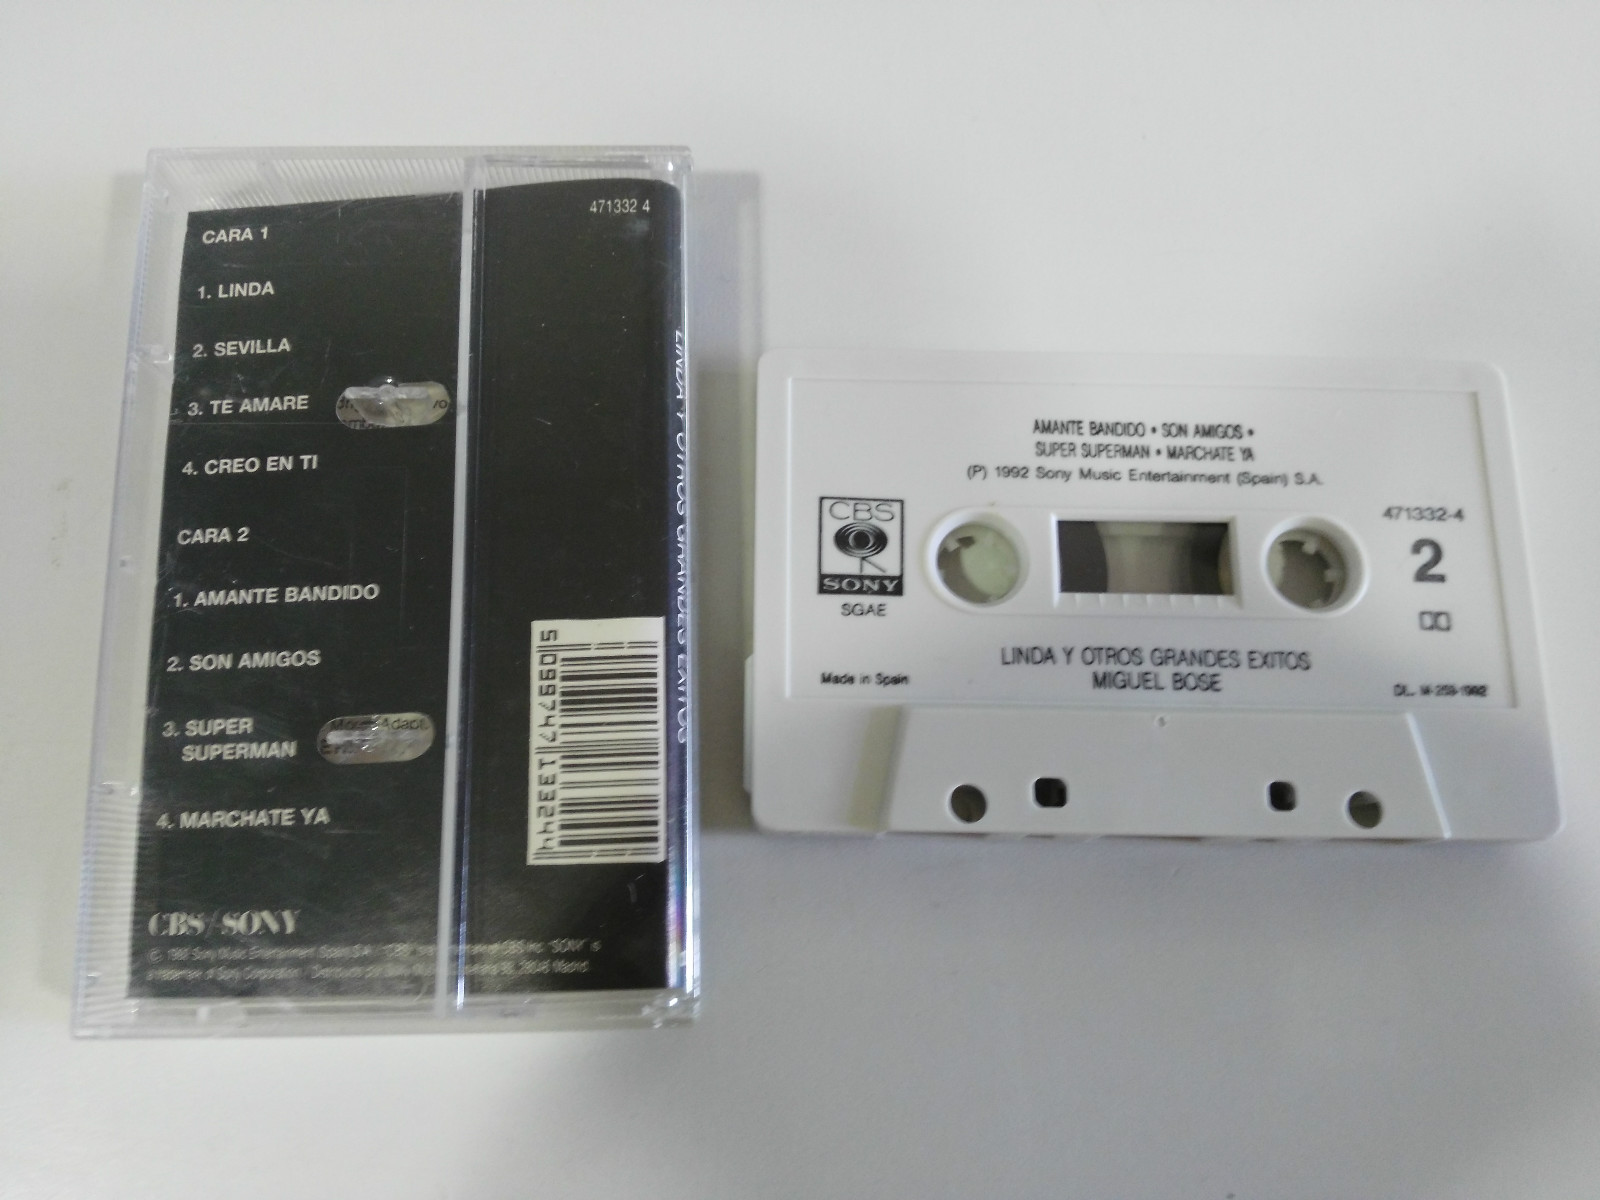 CARA 1
1. LINDA
2. SEVILLA
3. TE AMARE
4. CREO EN TI
CARA 2
1. AMANTE BANDIDO
2. SON AMIGOS
3. SUPER
SUPERMAN
4. MARCHATE YA
CBS / SONY
471332 4
LINDA Y OTROS GRANDES EXITOS
5 099747 133244
AMANTE BANDIDO • SON AMIGOS •
SUPER SUPERMAN • MARCHATE YA
(P) 1992 Sony Music Entertainment (Spain) S.A.
CBS
SONY
SGAE
471332-4
2
LINDA Y OTROS GRANDES EXITOS
MIGUEL BOSE
Made in Spain